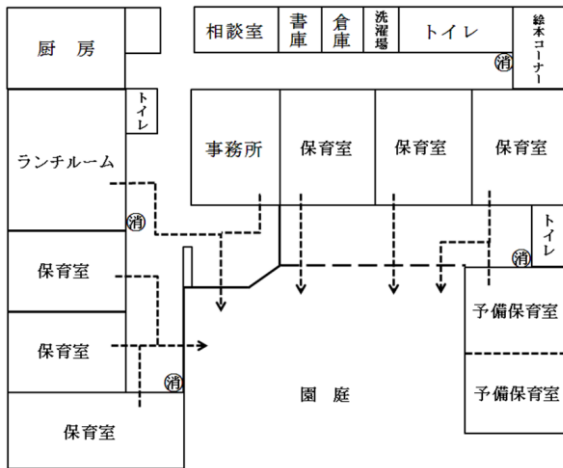 厨 房
相談室
書庫
倉庫
洗濯場
トイレ
絵本コーナー
消
トイレ
ランチルーム
事務所
保育室
保育室
保育室
消
トイレ
消
保育室
予備保育室
保育室
消
園 庭
予備保育室
保育室